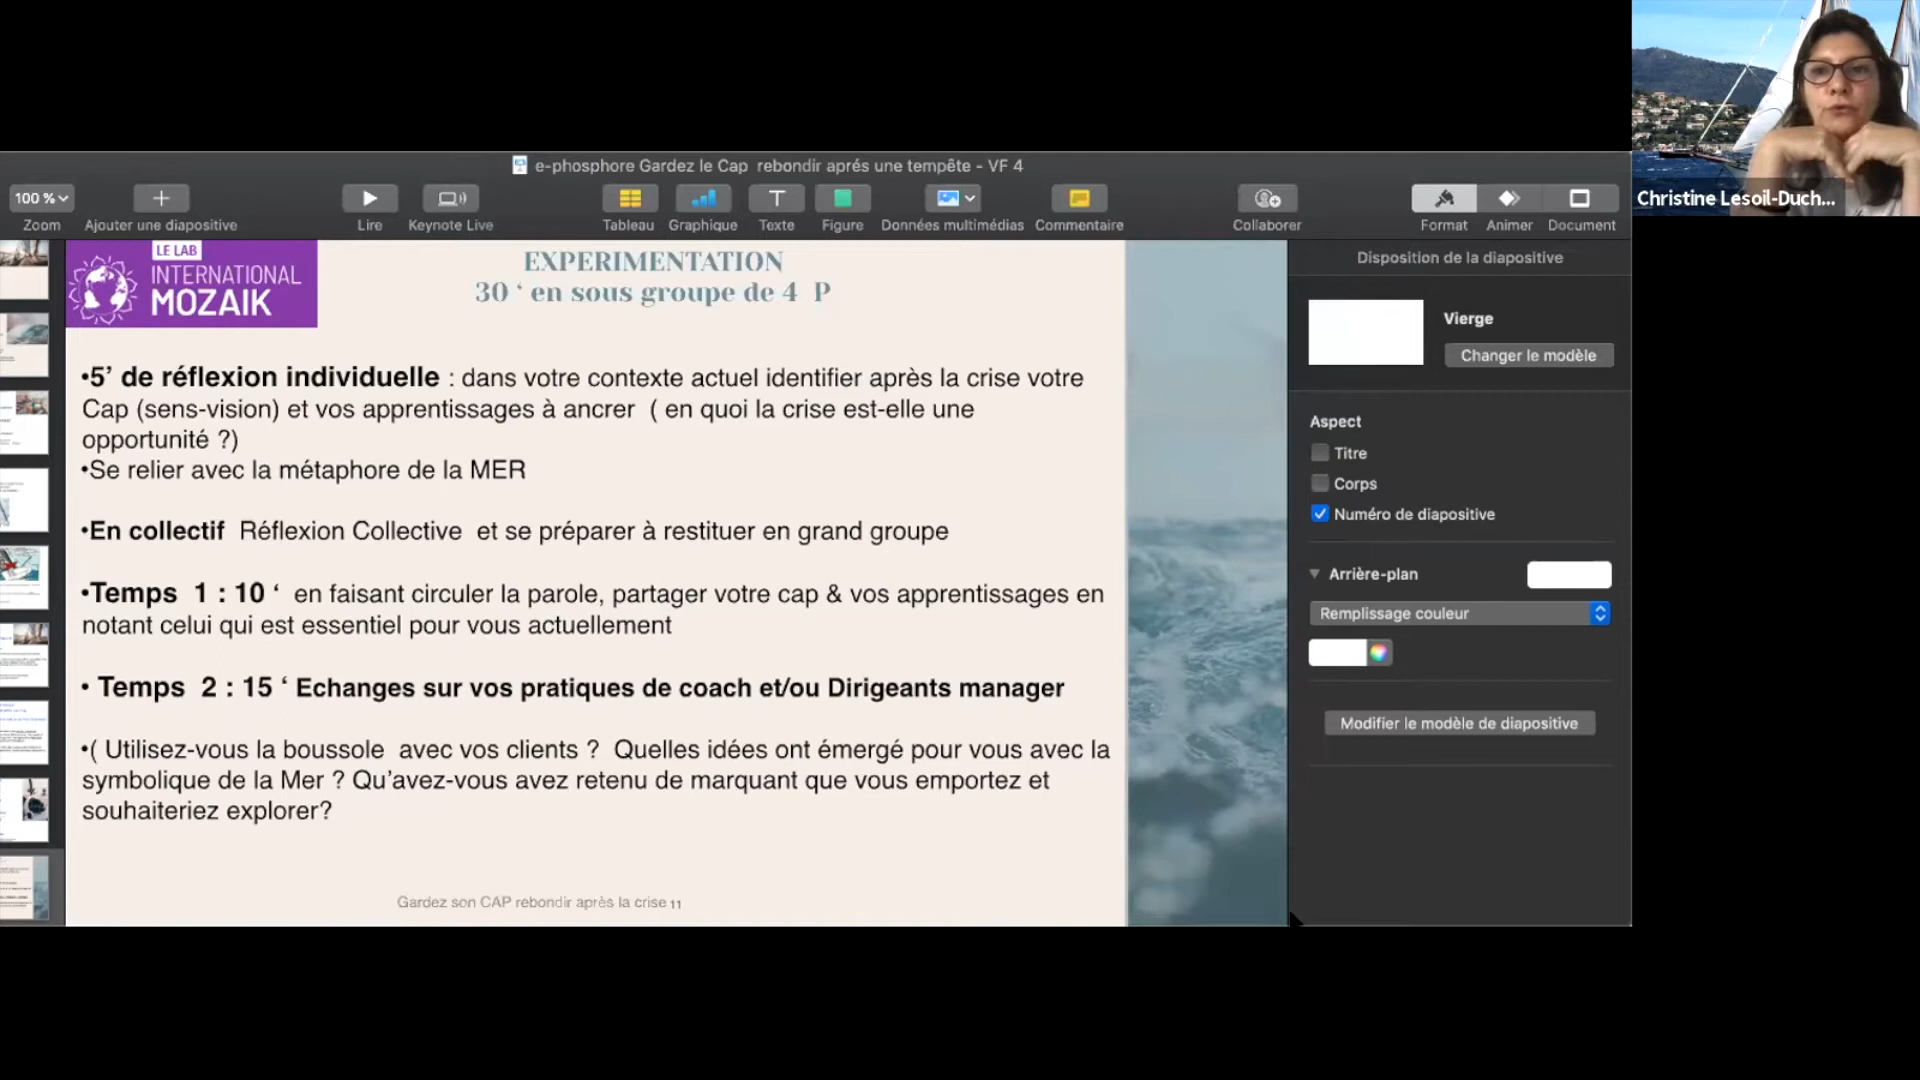 e-phosphore Gardez le Cap rebondir aprés une tempête - VF 4
100 %
Zoom
Ajouter une diapositive
Lire
Keynote Live
Tableau
Graphique
Texte
Figure
Données multimédias
Commentaire
Collaborer
Format
Animer
Document
Christine Lesoil-Duch...
LE LAB
INTERNATIONAL
MOZAIK
EXPERIMENTATION
30 ‘ en sous groupe de 4 P
•5’ de réflexion individuelle : dans votre contexte actuel identifier après la crise votre
Cap (sens-vision) et vos apprentissages à ancrer ( en quoi la crise est-elle une
opportunité ?)
•Se relier avec la métaphore de la MER
•En collectif Réflexion Collective et se préparer à restituer en grand groupe
•Temps 1 : 10 ‘ en faisant circuler la parole, partager votre cap & vos apprentissages en
notant celui qui est essentiel pour vous actuellement
• Temps 2 : 15 ‘ Echanges sur vos pratiques de coach et/ou Dirigeants manager
•( Utilisez-vous la boussole avec vos clients ? Quelles idées ont émergé pour vous avec la
symbolique de la Mer ? Qu’avez-vous avez retenu de marquant que vous emportez et
souhaiteriez explorer?
Gardez son CAP rebondir après la crise 11
Disposition de la diapositive
Vierge
Changer le modèle
Aspect
Titre
Corps
Numéro de diapositive
Arrière-plan
Remplissage couleur
Modifier le modèle de diapositive